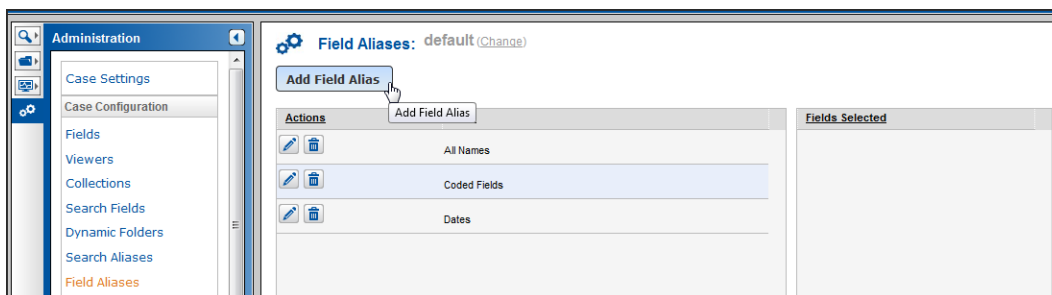 Administration
Case Settings
Case Configuration
Fields
Viewers
Collections
Search Fields
Dynamic Folders
Search Aliases
Field Aliases
Field Aliases: default (Change)
Add Field Alias
Add Field Alias
Actions
All Names
Coded Fields
Dates
Fields Selected